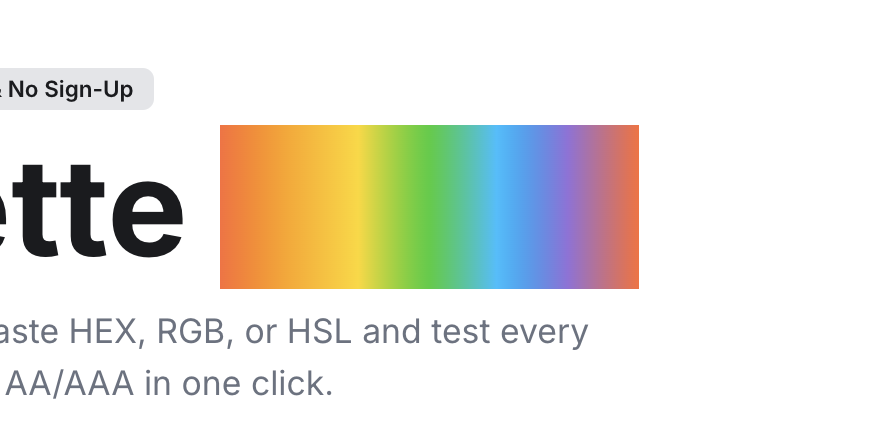 & No Sign-Up
ette
aste HEX, RGB, or HSL and test every
AA/AAA in one click.